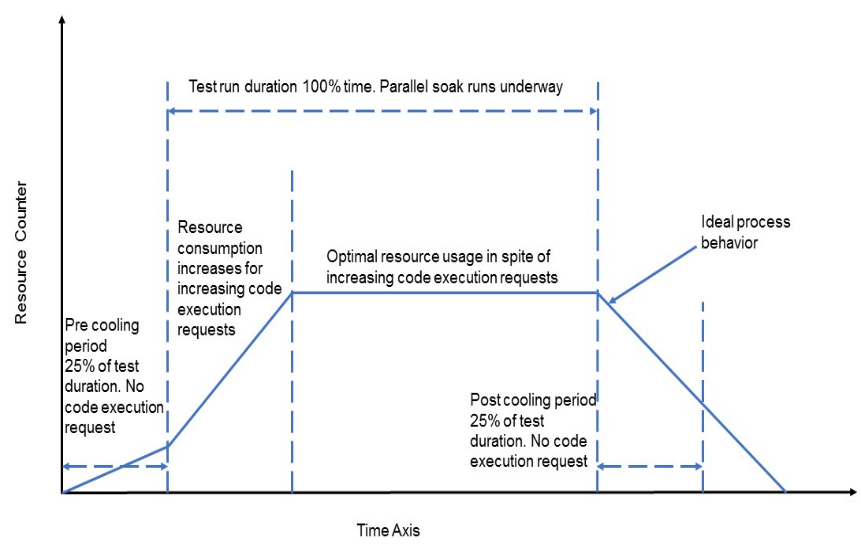 Test run duration 100% time. Parallel soak runs underway
Resource
consumption
increases for
increasing code
execution
requests
Optimal resource usage in spite of
increasing code execution requests
Ideal process
behavior
Resource Counter
Pre cooling
period
25% of test
duration. No
code execution
request
Post cooling period
25% of test
duration. No code
execution request
Time Axis